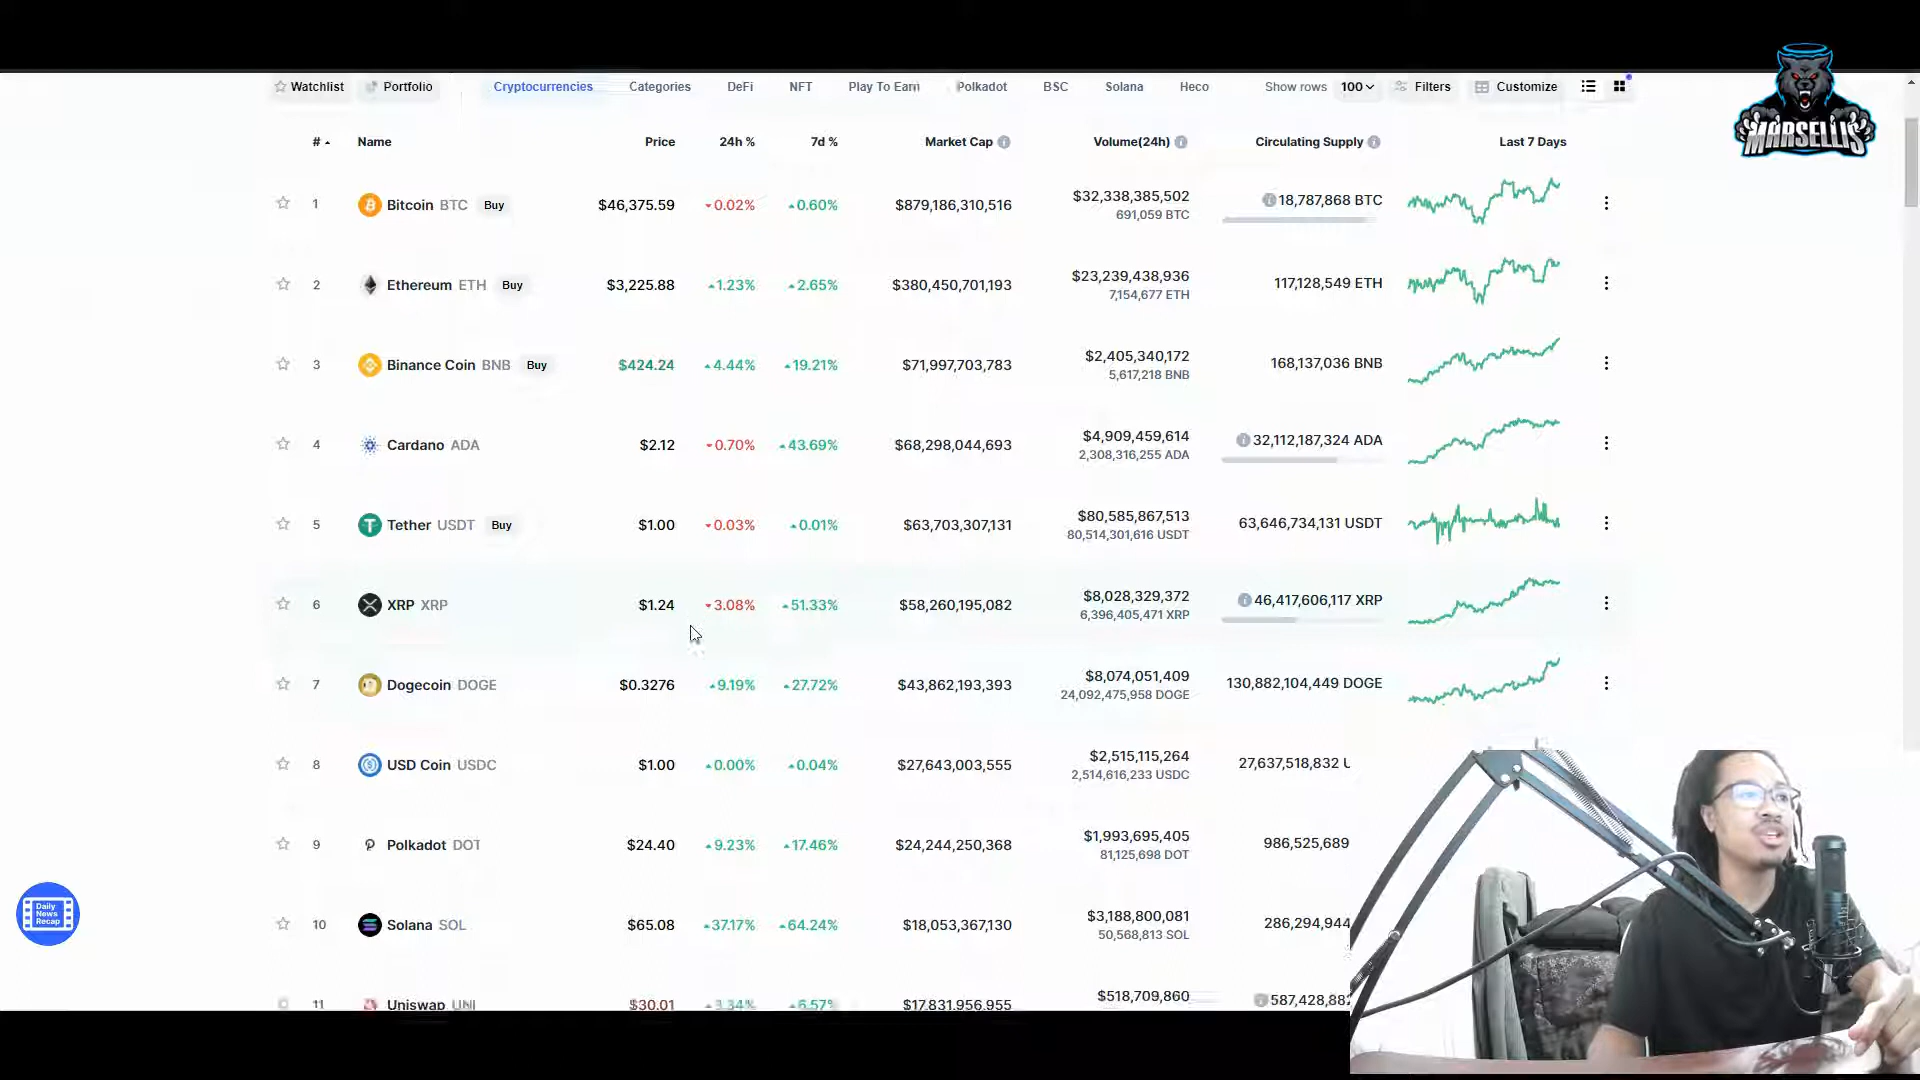 Watchlist Portfolio Cryptocurrencies Categories DeFi NFT Play To Earn Polkadot BSC Solana Heco Show rows 100 Filters Customize
MARSELLIS
# Name Price 24h % 7d % Market Cap Volume(24h) Circulating Supply Last 7 Days
1 Bitcoin BTC Buy $46,375.59 0.02% 0.60% $879,186,310,516 $32,338,385,502 18,787,868 BTC
691,059 BTC
2 Ethereum ETH Buy $3,225.88 1.23% 2.65% $380,450,701,193 $23,239,438,936 117,128,549 ETH
7,154,677 ETH
3 Binance Coin BNB Buy $424.24 4.44% 19.21% $71,997,703,783 $2,405,340,172 168,137,036 BNB
5,617,218 BNB
4 Cardano ADA $2.12 0.70% 43.69% $68,298,044,693 $4,909,459,614 32,112,187,324 ADA
2,308,316,255 ADA
5 Tether USDT Buy $1.00 0.03% 0.01% $63,703,307,131 $80,585,867,513 63,646,734,131 USDT
80,514,301,616 USDT
6 XRP XRP $1.24 3.08% 51.33% $58,260,195,082 $8,028,329,372 46,417,606,117 XRP
6,396,405,471 XRP
7 Dogecoin DOGE $0.3276 9.19% 27.72% $43,862,193,393 $8,074,051,409 130,882,104,449 DOGE
24,092,475,958 DOGE
8 USD Coin USDC $1.00 0.00% 0.04% $27,643,003,555 $2,515,115,264 27,637,518,832
2,514,616,233 USDC
9 Polkadot DOT $24.40 9.23% 17.46% $24,244,250,368 $1,993,695,405 986,525,689
81,125,698 DOT
Daily
News
Recap
10 Solana SOL $65.08 37.17% 64.24% $18,053,367,130 $3,188,800,081 286,294,944
50,568,813 SOL
11 Uniswap UNI $30.01 3.34% 6.57% $17,831,956,955 $518,709,860